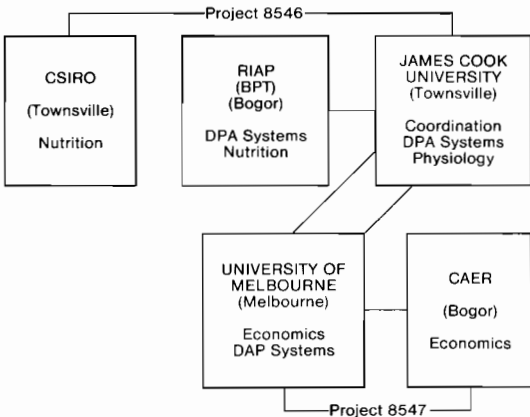 Project 8546
CSIRO
(Townsville)
Nutrition
RIAP
(BPT)
(Bogor)
DPA Systems
Nutrition
JAMES COOK
UNIVERSITY
(Townsville)
Coordination
DPA Systems
Physiology
UNIVERSITY OF
MELBOURNE
(Melbourne)
Economics
DAP Systems
CAER
(Bogor)
Economics
Project 8547